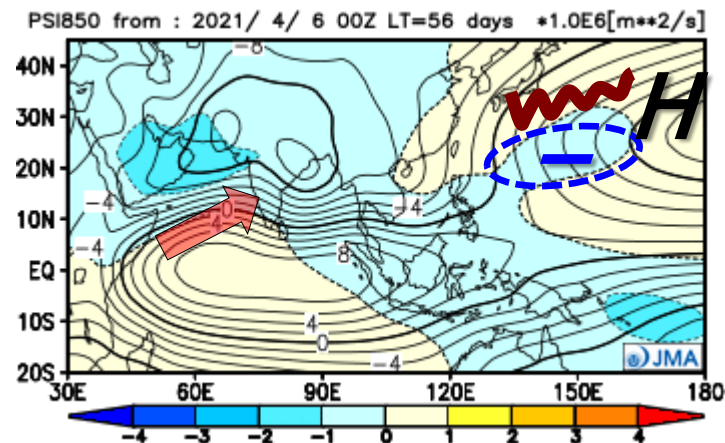 PSI850 from : 2021/ 4/ 6 00Z LT=56 days *1.0E6[m**2/s]
40N
30N
20N
10N
EQ
10S
20S
-8
H
-4
-4
0
4
-4
8
4
0
-4
JMA
30E 60E 90E 120E 150E 180
-4 -3 -2 -1 0 1 2 3 4